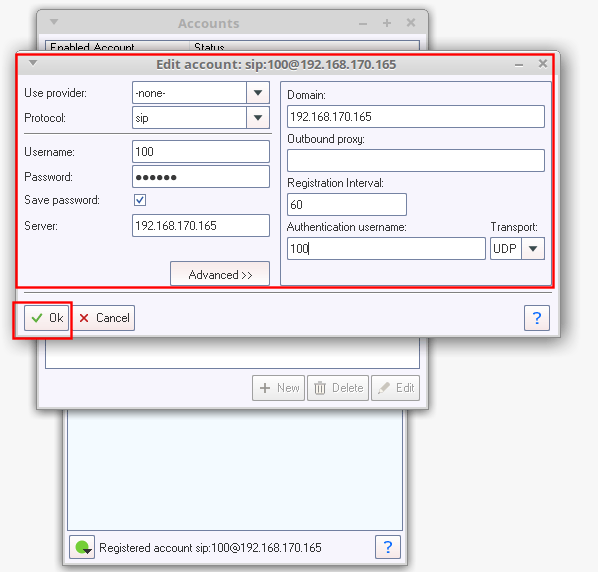 Accounts
Enabled Account Status
Edit account: sip:100@192.168.170.165
Use provider: -none-
Protocol: sip
Username: 100
Password: ●●●●●●
Save password:
Server: 192.168.170.165
Advanced >>
Domain:
192.168.170.165
Outbound proxy:
Registration Interval:
60
Authentication username: Transport:
100 UDP
Ok Cancel ?
New Delete Edit
Registered account sip:100@192.168.170.165 ?